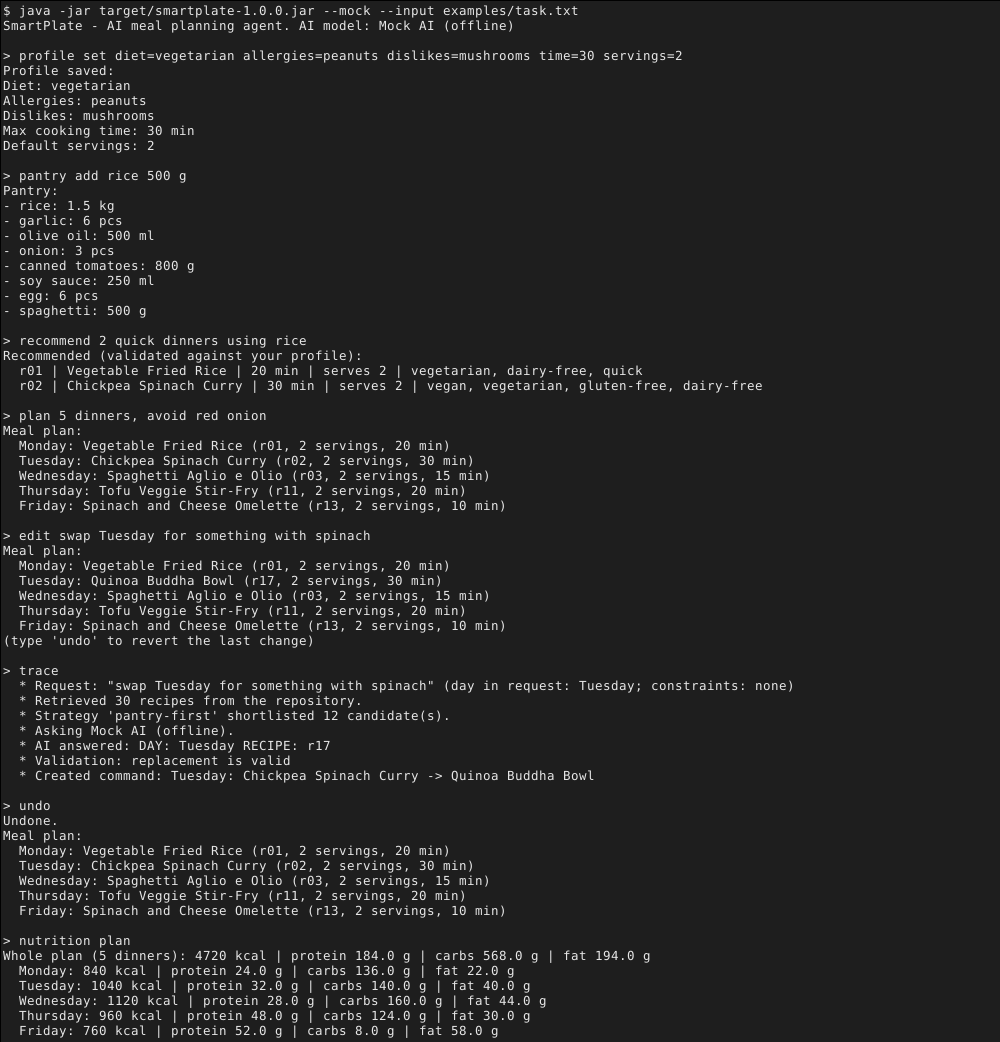 $ java -jar target/smartplate-1.0.0.jar --mock --input examples/task.txt
SmartPlate - AI meal planning agent. AI model: Mock AI (offline)

> profile set diet=vegetarian allergies=peanuts dislikes=mushrooms time=30 servings=2
Profile saved:
Diet: vegetarian
Allergies: peanuts
Dislikes: mushrooms
Max cooking time: 30 min
Default servings: 2

> pantry add rice 500 g
Pantry:
- rice: 1.5 kg
- garlic: 6 pcs
- olive oil: 500 ml
- onion: 3 pcs
- canned tomatoes: 800 g
- soy sauce: 250 ml
- egg: 6 pcs
- spaghetti: 500 g

> recommend 2 quick dinners using rice
Recommended (validated against your profile):
  r01 | Vegetable Fried Rice | 20 min | serves 2 | vegetarian, dairy-free, quick
  r02 | Chickpea Spinach Curry | 30 min | serves 2 | vegan, vegetarian, gluten-free, dairy-free

> plan 5 dinners, avoid red onion
Meal plan:
  Monday: Vegetable Fried Rice (r01, 2 servings, 20 min)
  Tuesday: Chickpea Spinach Curry (r02, 2 servings, 30 min)
  Wednesday: Spaghetti Aglio e Olio (r03, 2 servings, 15 min)
  Thursday: Tofu Veggie Stir-Fry (r11, 2 servings, 20 min)
  Friday: Spinach and Cheese Omelette (r13, 2 servings, 10 min)

> edit swap Tuesday for something with spinach
Meal plan:
  Monday: Vegetable Fried Rice (r01, 2 servings, 20 min)
  Tuesday: Quinoa Buddha Bowl (r17, 2 servings, 30 min)
  Wednesday: Spaghetti Aglio e Olio (r03, 2 servings, 15 min)
  Thursday: Tofu Veggie Stir-Fry (r11, 2 servings, 20 min)
  Friday: Spinach and Cheese Omelette (r13, 2 servings, 10 min)
(type 'undo' to revert the last change)

> trace
  * Request: "swap Tuesday for something with spinach" (day in request: Tuesday; constraints: none)
  * Retrieved 30 recipes from the repository.
  * Strategy 'pantry-first' shortlisted 12 candidate(s).
  * Asking Mock AI (offline).
  * AI answered: DAY: Tuesday RECIPE: r17
  * Validation: replacement is valid
  * Created command: Tuesday: Chickpea Spinach Curry -> Quinoa Buddha Bowl

> undo
Undone.
Meal plan:
  Monday: Vegetable Fried Rice (r01, 2 servings, 20 min)
  Tuesday: Chickpea Spinach Curry (r02, 2 servings, 30 min)
  Wednesday: Spaghetti Aglio e Olio (r03, 2 servings, 15 min)
  Thursday: Tofu Veggie Stir-Fry (r11, 2 servings, 20 min)
  Friday: Spinach and Cheese Omelette (r13, 2 servings, 10 min)

> nutrition plan
Whole plan (5 dinners): 4720 kcal | protein 184.0 g | carbs 568.0 g | fat 194.0 g
  Monday: 840 kcal | protein 24.0 g | carbs 136.0 g | fat 22.0 g
  Tuesday: 1040 kcal | protein 32.0 g | carbs 140.0 g | fat 40.0 g
  Wednesday: 1120 kcal | protein 28.0 g | carbs 160.0 g | fat 44.0 g
  Thursday: 960 kcal | protein 48.0 g | carbs 124.0 g | fat 30.0 g
  Friday: 760 kcal | protein 52.0 g | carbs 8.0 g | fat 58.0 g